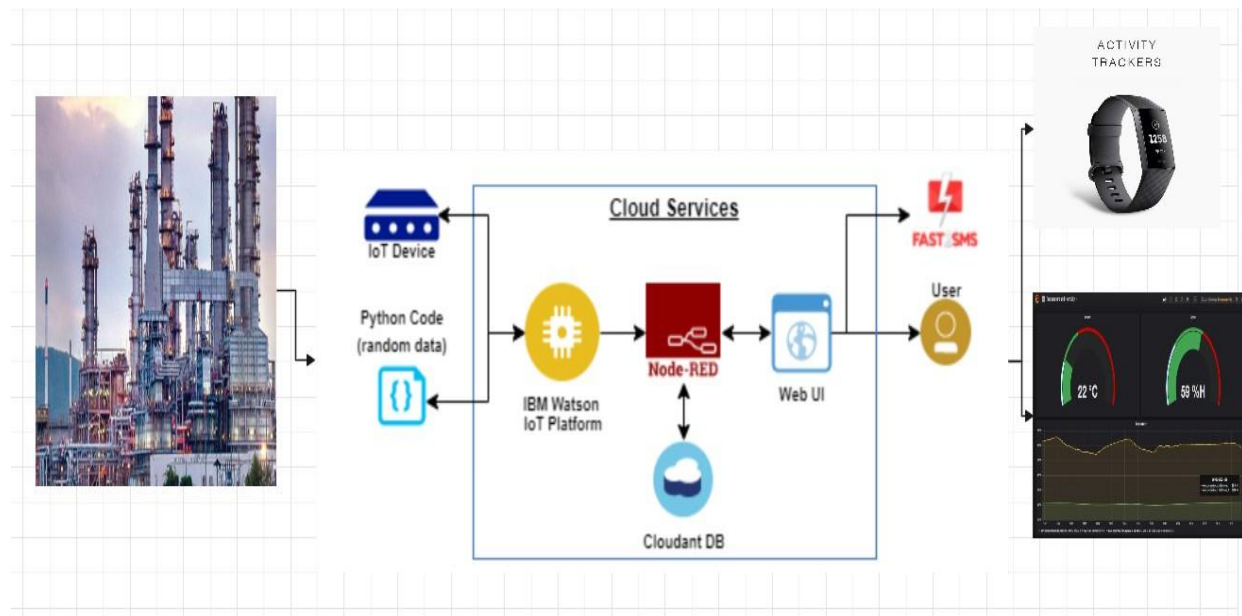 ACTIVITY
TRACKERS
1258
Cloud Services
IoT Device
FAST2SMS
Python Code
(random data)
User
Node-RED
IBM Watson
IoT Platform
Web UI
Cloudant DB
22 °C